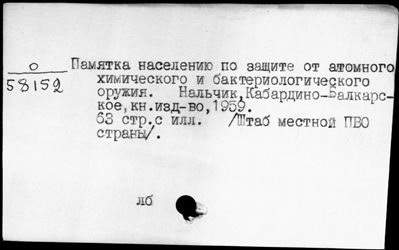 О
58152
Памятка населению по защите от атомного
химического и бактериологического
оружия. Нальчик, Кабардино-Балкарс-
кое, кн.изд-во, 1959.
63 стр.с илл. /Штаб местной ПВО
страны/.
лб